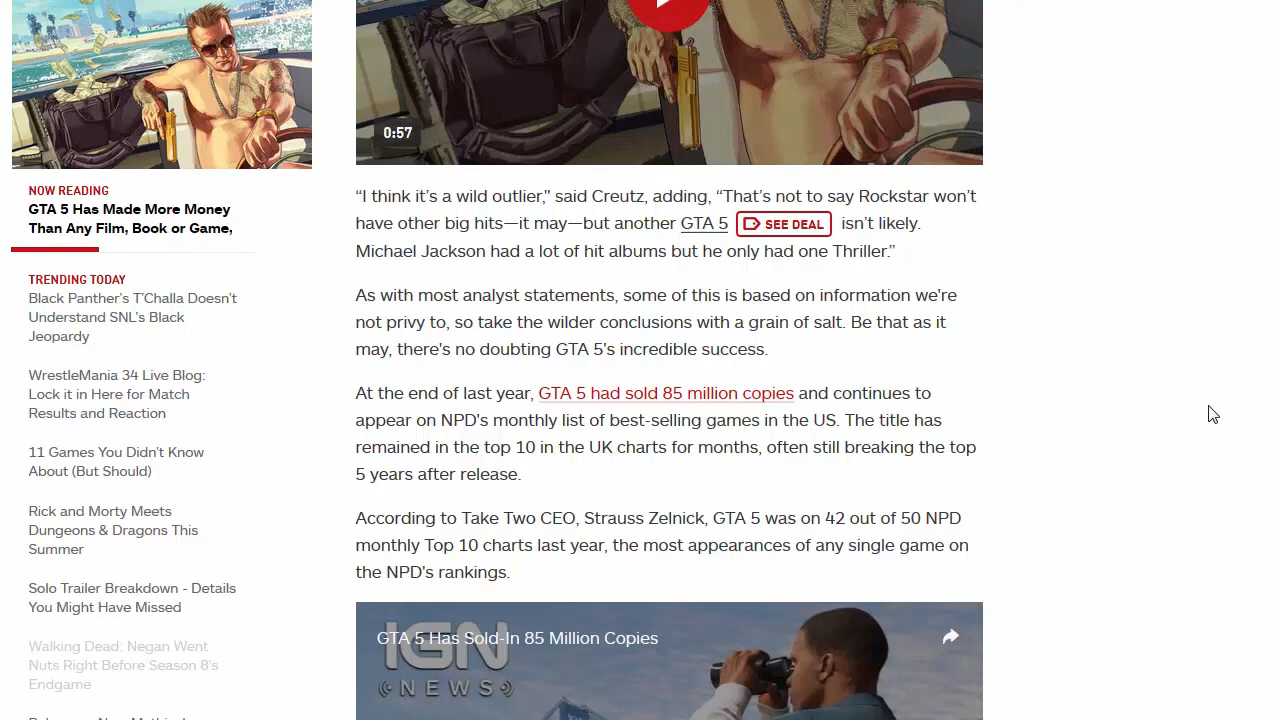 0:57
NOW READING
GTA 5 Has Made More Money
Than Any Film, Book or Game,
TRENDING TODAY
Black Panther's T'Challa Doesn't
Understand SNL's Black
Jeopardy
WrestleMania 34 Live Blog:
Lock it in Here for Match
Results and Reaction
11 Games You Didn't Know
About (But Should)
Rick and Morty Meets
Dungeons & Dragons This
Summer
Solo Trailer Breakdown - Details
You Might Have Missed
Walking Dead: Negan Went
Nuts Right Before Season 8's
Endgame
“I think it’s a wild outlier," said Creutz, adding, “That’s not to say Rockstar won’t
have other big hits—it may—but another GTA 5 SEE DEAL isn’t likely.
Michael Jackson had a lot of hit albums but he only had one Thriller.”
As with most analyst statements, some of this is based on information we're
not privy to, so take the wilder conclusions with a grain of salt. Be that as it
may, there's no doubting GTA 5's incredible success.
At the end of last year, GTA 5 had sold 85 million copies and continues to
appear on NPD's monthly list of best-selling games in the US. The title has
remained in the top 10 in the UK charts for months, often still breaking the top
5 years after release.
According to Take Two CEO, Strauss Zelnick, GTA 5 was on 42 out of 50 NPD
monthly Top 10 charts last year, the most appearances of any single game on
the NPD's rankings.
GTA 5 Has Sold-In 85 Million Copies
IGN
NEWS